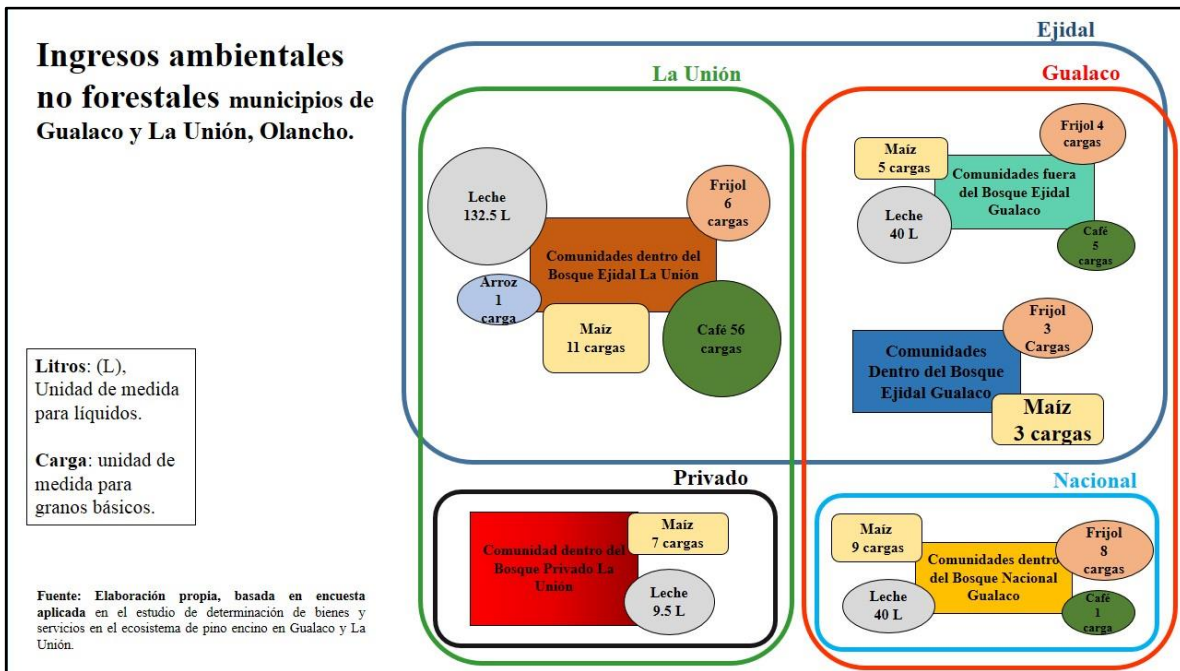 Ingresos ambientales
no forestales municipios de
Gualaco y La Unión, Olancho.
Ejidal
La Unión
Gualaco
Leche
132.5 L
Frijol
6
cargas
Comunidades dentro del
Bosque Ejidal La Unión
Arroz
1
carga
Maíz
11 cargas
Café 56
cargas
Frijol 4
cargas
Maíz
5 cargas
Comunidades fuera
del Bosque Ejidal
Gualaco
Leche
40 L
Café
5
cargas
Frijol
3
Cargas
Comunidades
Dentro del Bosque
Ejidal Gualaco
Maíz
3 cargas
Litros: (L),
Unidad de medida
para líquidos.
Carga: unidad de
medida para
granos básicos.
Privado
Maíz
7 cargas
Comunidad dentro del
Bosque Privado La
Unión
Leche
9.5 L
Nacional
Maíz
9 cargas
Frijol
8
cargas
Comunidades dentro
del Bosque Nacional
Gualaco
Leche
40 L
Café
1
carga
Fuente: Elaboración propia, basada en encuesta
aplicada en el estudio de determinación de bienes y
servicios en el ecosistema de pino encino en Gualaco y La
Unión.